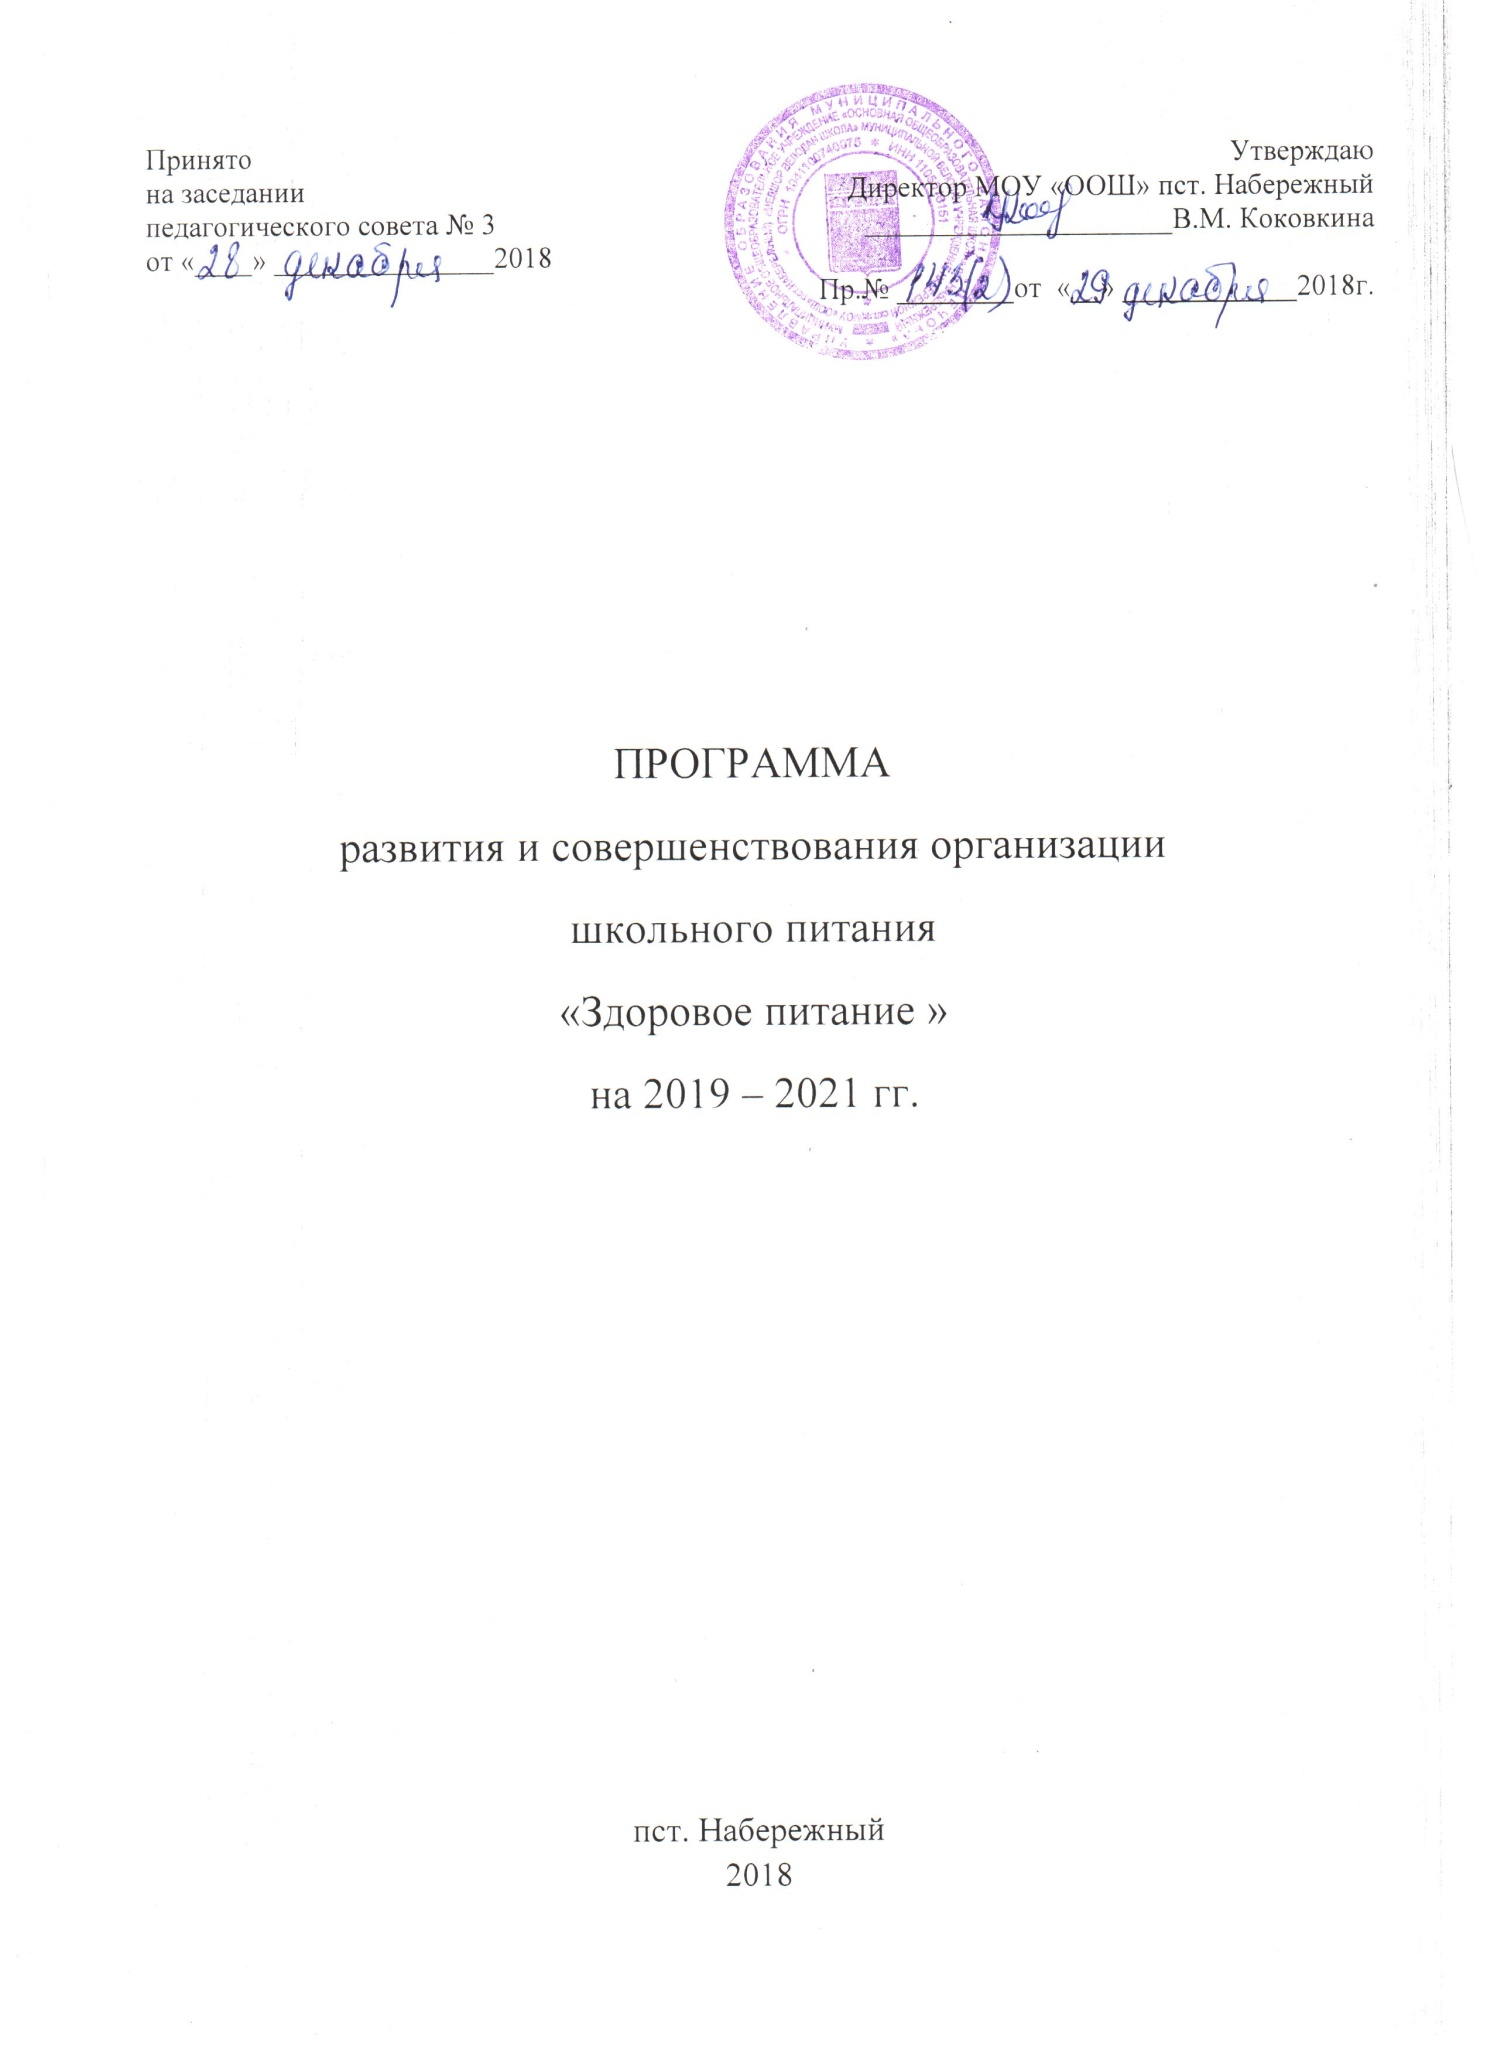 Принято
на заседании
педагогического совета № 3
от «28» декабря 2018
Утверждаю
Директор МОУ «ООШ» пст. Набережный
В.М. Коковкина
Пр.№ 143(2) от «29» декабря 2018г.
ПРОГРАММА
развития и совершенствования организации
школьного питания
«Здоровое питание »
на 2019 – 2021 гг.
пст. Набережный
2018